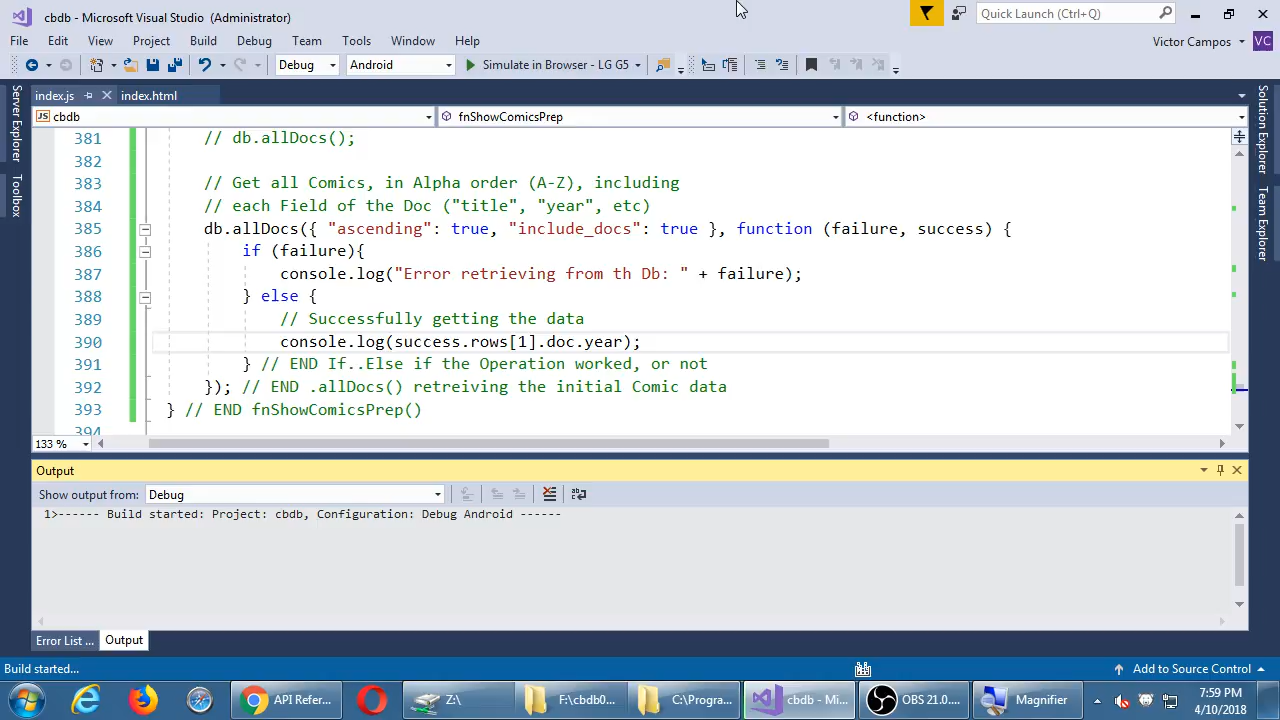 cbdb - Microsoft Visual Studio (Administrator)
Quick Launch (Ctrl+Q)
File Edit View Project Build Debug Team Tools Window Help
Victor Campos VC
Debug Android Simulate in Browser - LG G5
index.js index.html
JS cbdb fnShowComicsPrep <function>
Server Explorer
Toolbox
Solution Explorer
Team Explorer
381 // db.allDocs();
382
383 // Get all Comics, in Alpha order (A-Z), including
384 // each Field of the Doc ("title", "year", etc)
385 db.allDocs({ "ascending": true, "include_docs": true }, function (failure, success) {
386 if (failure){
387 console.log("Error retrieving from th Db: " + failure);
388 } else {
389 // Successfully getting the data
390 console.log(success.rows[1].doc.year);
391 } // END If..Else if the Operation worked, or not
392 }); // END .allDocs() retreiving the initial Comic data
393 } // END fnShowComicsPrep()
394
133 %
Output
Show output from: Debug
1>------ Build started: Project: cbdb, Configuration: Debug Android ------
Error List ... Output
Build started... Add to Source Control
API Refer... Z:\ F:\cbdb0... C:\Progra... cbdb - Mi... OBS 21.0.... Magnifier 7:59 PM
4/10/2018